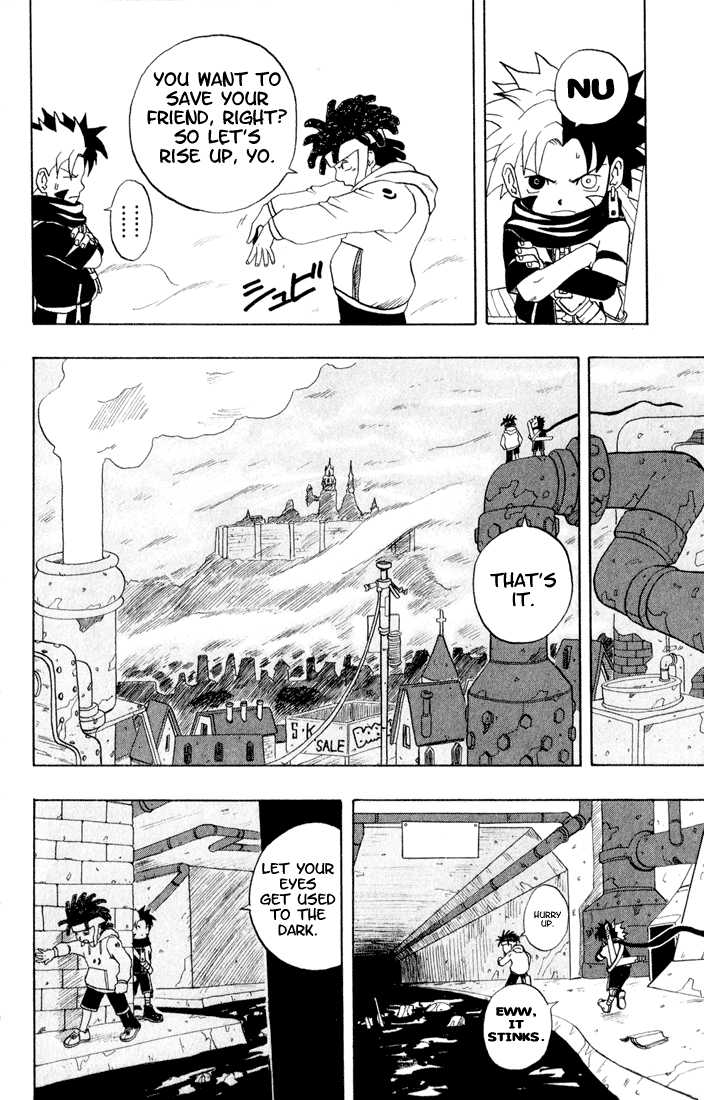 NU
YOU WANT TO
SAVE YOUR
FRIEND, RIGHT?
SO LET'S
RISE UP, YO.
シュビ
......
THAT'S
IT.
S・K
SALE
HURRY
UP.
EWW,
IT
STINKS.
LET YOUR
EYES
GET USED
TO THE
DARK.